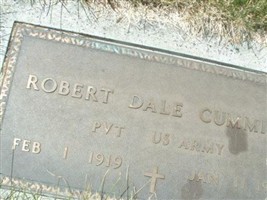 ROBERT DALE CUMMI
PVT US ARMY
FEB 1 1919